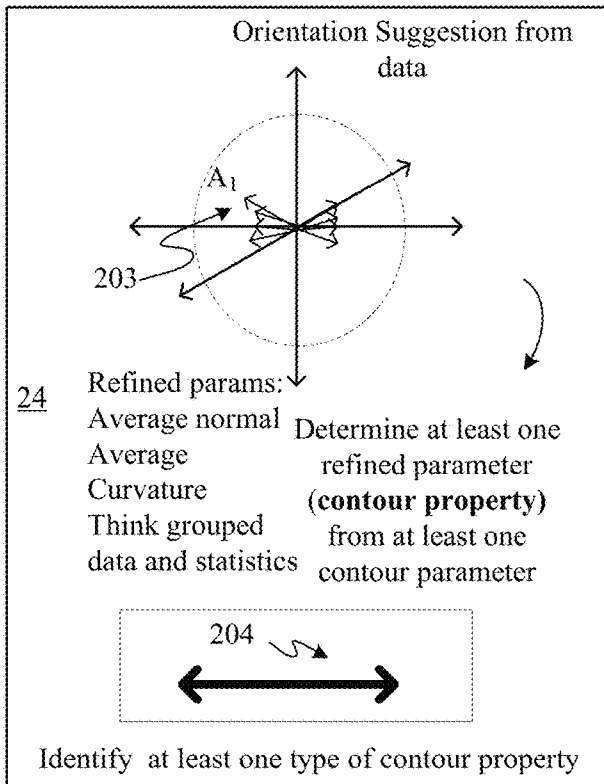 Orientation Suggestion from
data
A1
203
24
Refined params:
Average normal
Average
Curvature
Think grouped
data and statistics
Determine at least one
refined parameter
(contour property)
from at least one
contour parameter
204
Identify at least one type of contour property